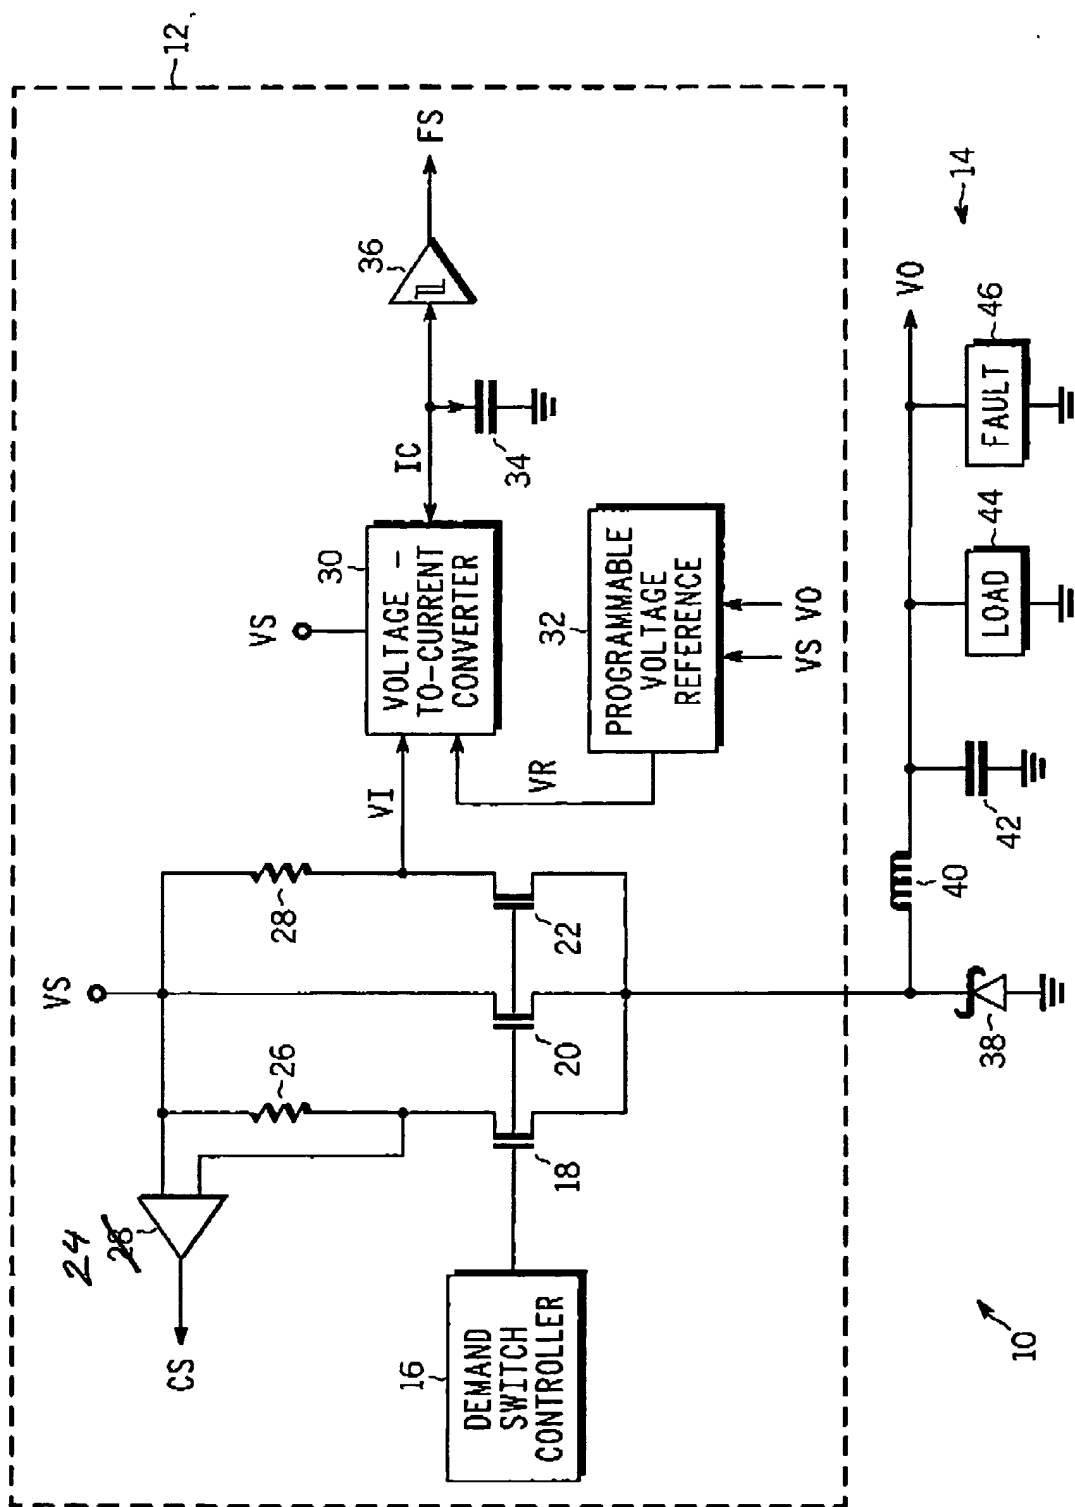 12
VS
24
28
CS
26
28
VI
VS
30
VOLTAGE -
TO-CURRENT
CONVERTER
IC
34
36
FS
VR
32
PROGRAMMABLE
VOLTAGE
REFERENCE
VS VO
16
DEMAND
SWITCH
CONTROLLER
18
20
22
38
40
42
44
LOAD
46
FAULT
VO
14
10